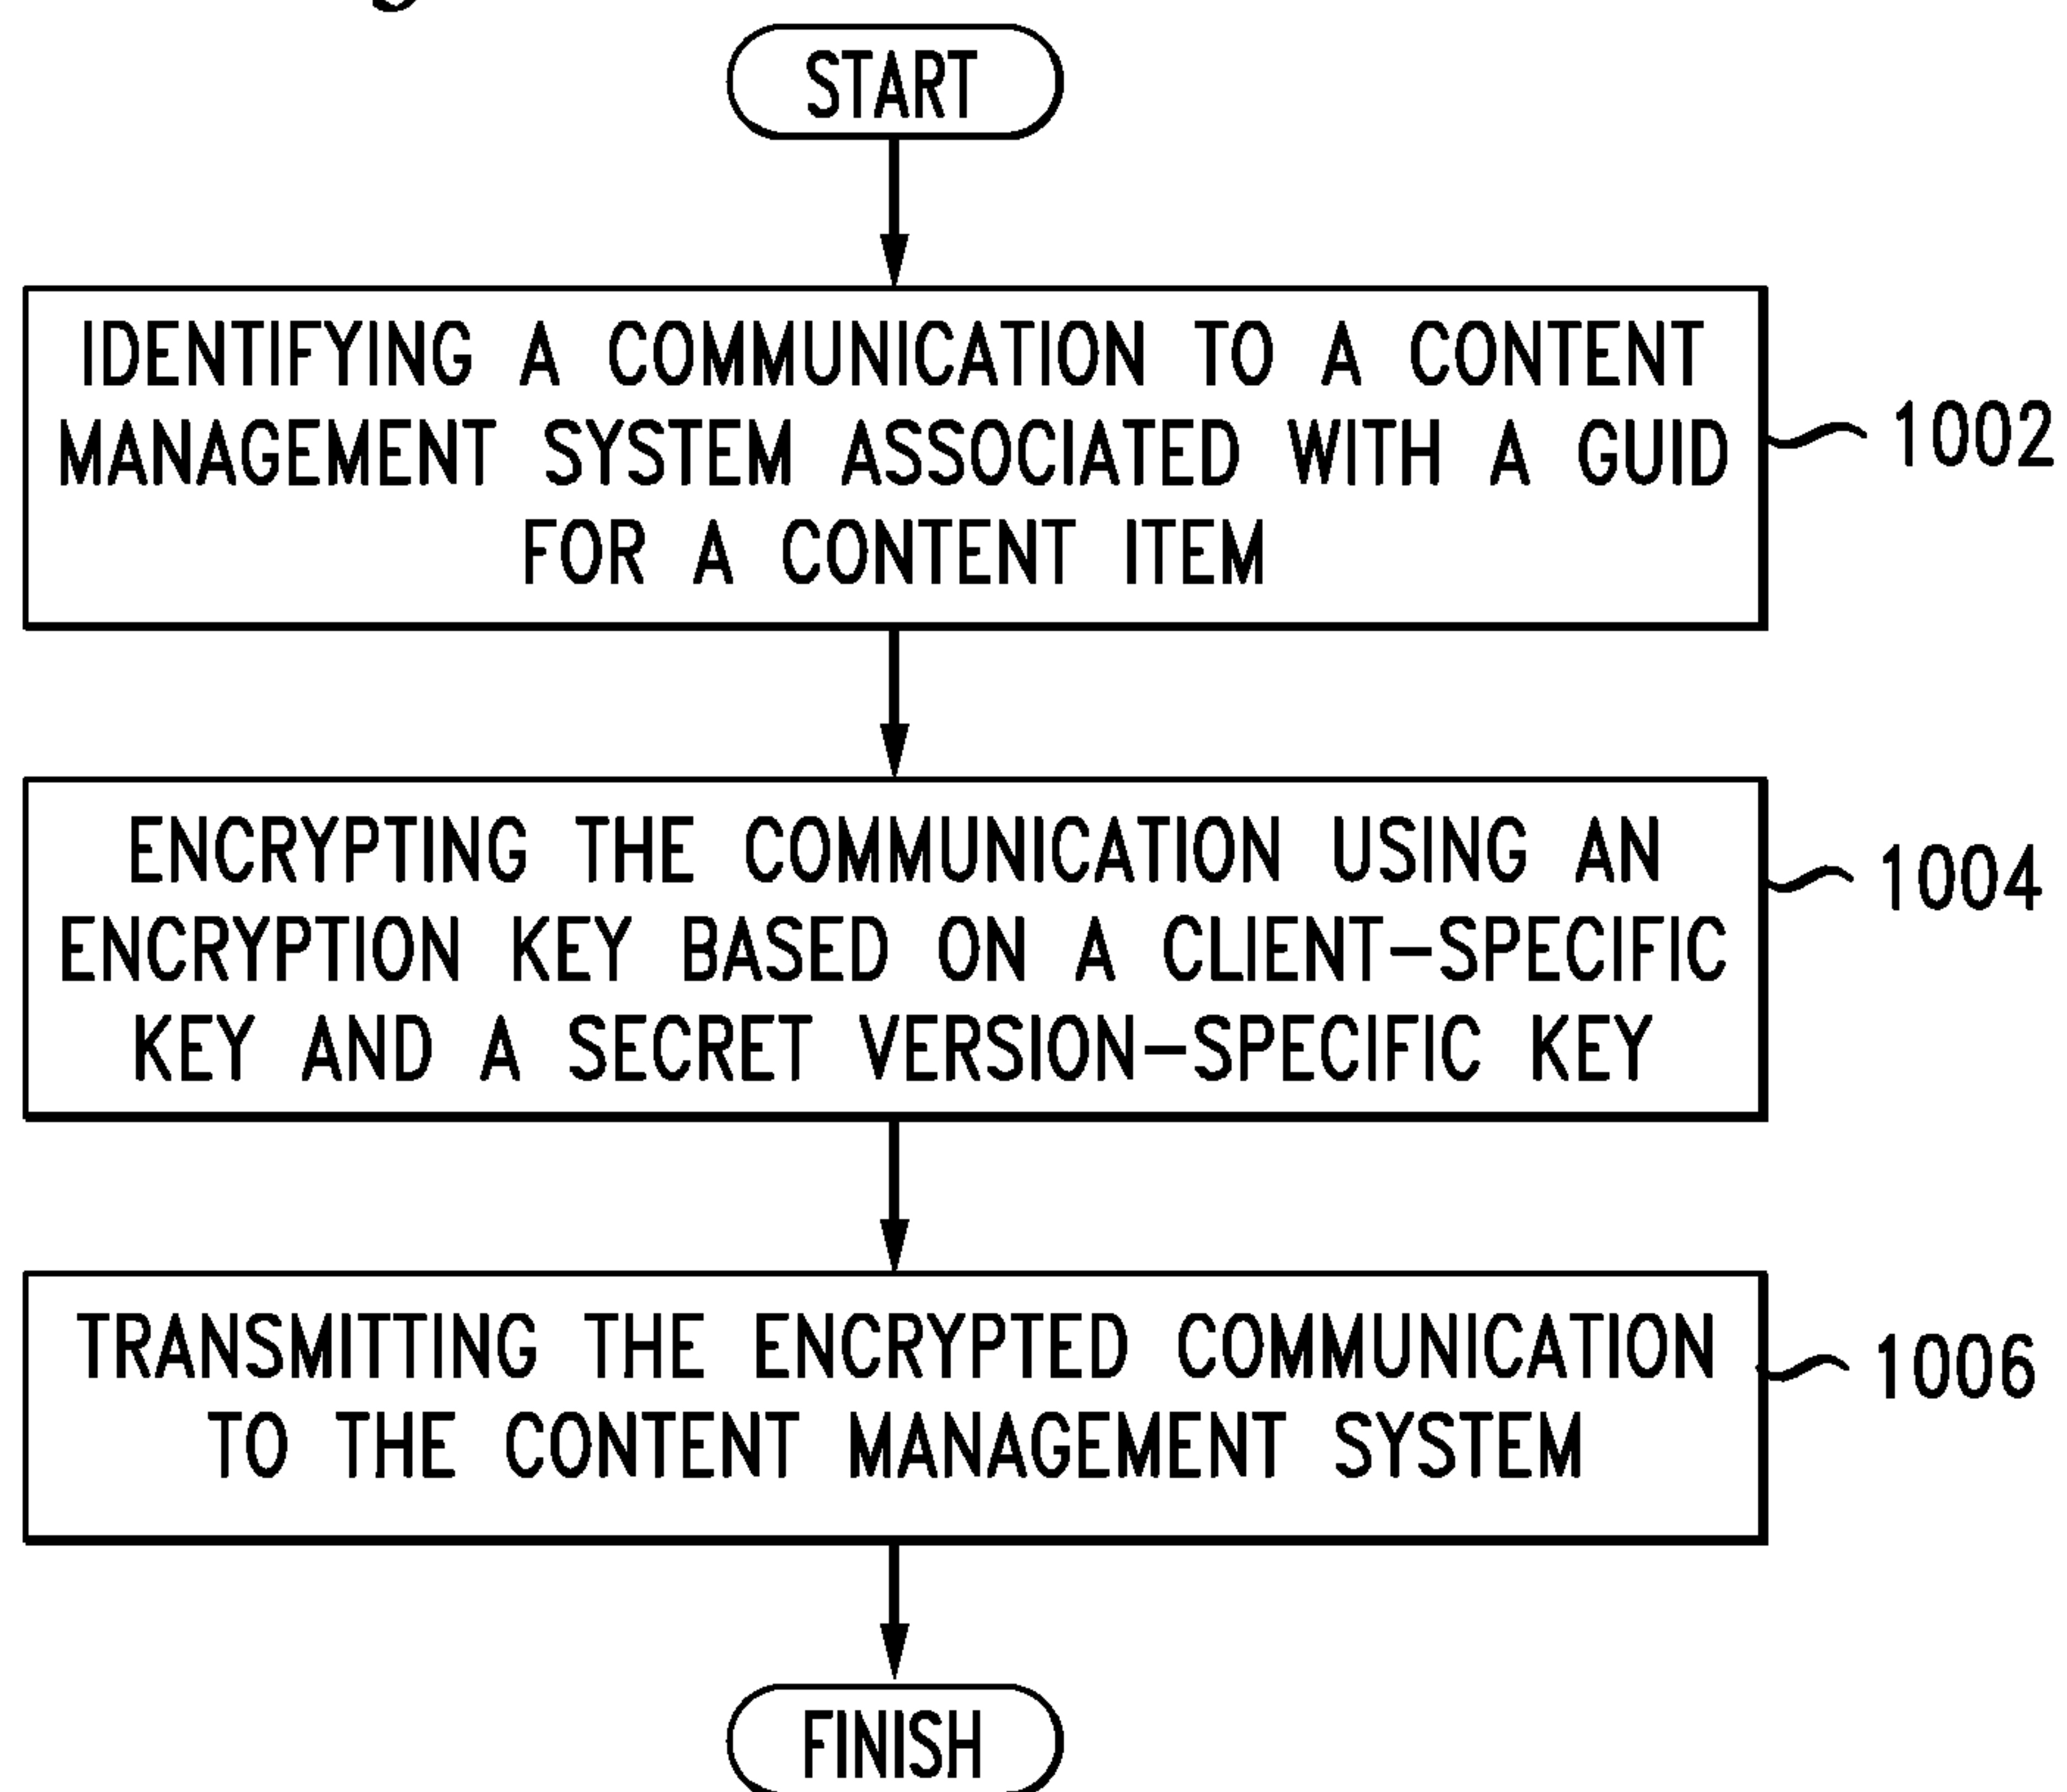 START
IDENTIFYING A COMMUNICATION TO A CONTENT
MANAGEMENT SYSTEM ASSOCIATED WITH A GUID
FOR A CONTENT ITEM
1002
ENCRYPTING THE COMMUNICATION USING AN
ENCRYPTION KEY BASED ON A CLIENT-SPECIFIC
KEY AND A SECRET VERSION-SPECIFIC KEY
1004
TRANSMITTING THE ENCRYPTED COMMUNICATION
TO THE CONTENT MANAGEMENT SYSTEM
1006
FINISH